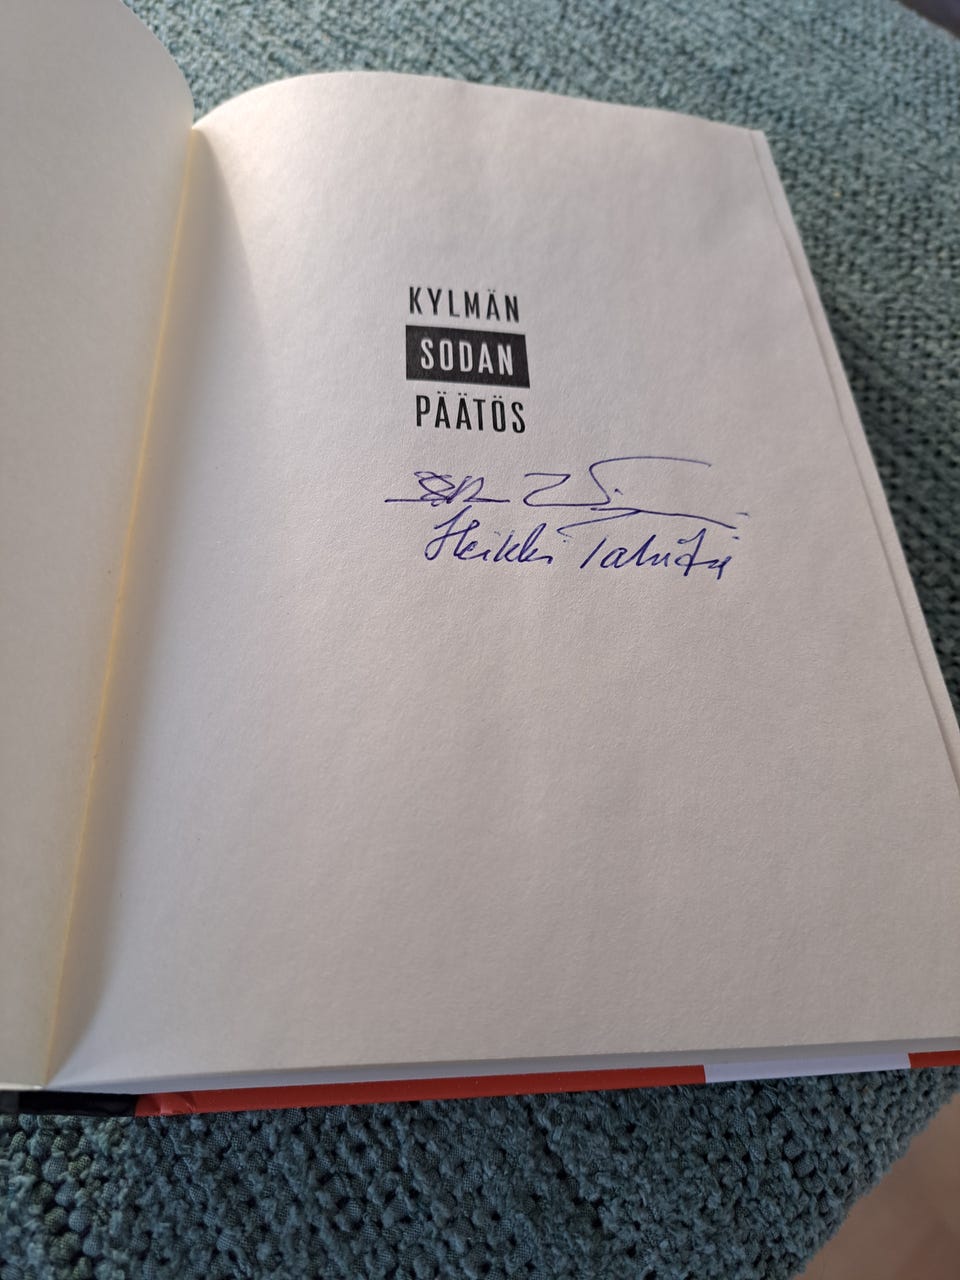 KYLMÄN
SODAN
PÄÄTÖS
Heikki Talvitie